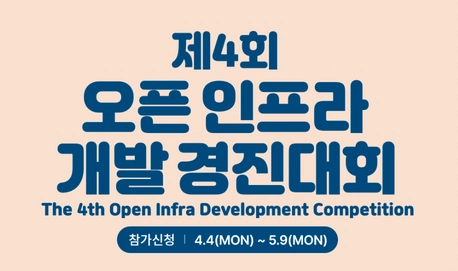 제4회
오픈 인프라
개발 경진대회
The 4th Open Infra Development Competition
참가신청 | 4.4(MON) ~ 5.9(MON)